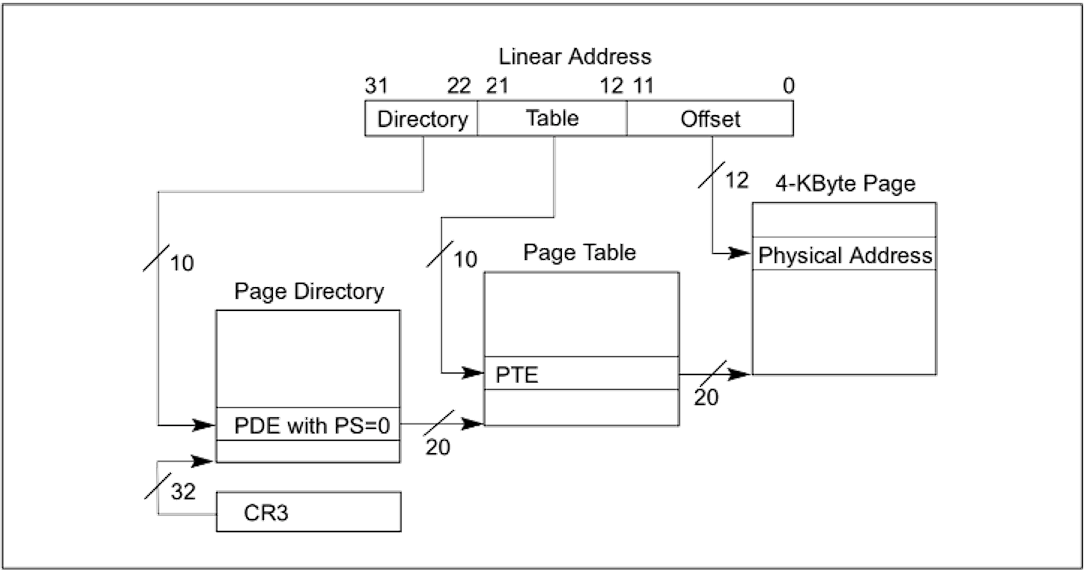 Linear Address
31 22 21 12 11 0
Directory Table Offset
12
4-KByte Page
Physical Address
10
10
Page Table
Page Directory
PTE
20
PDE with PS=0
20
32
CR3